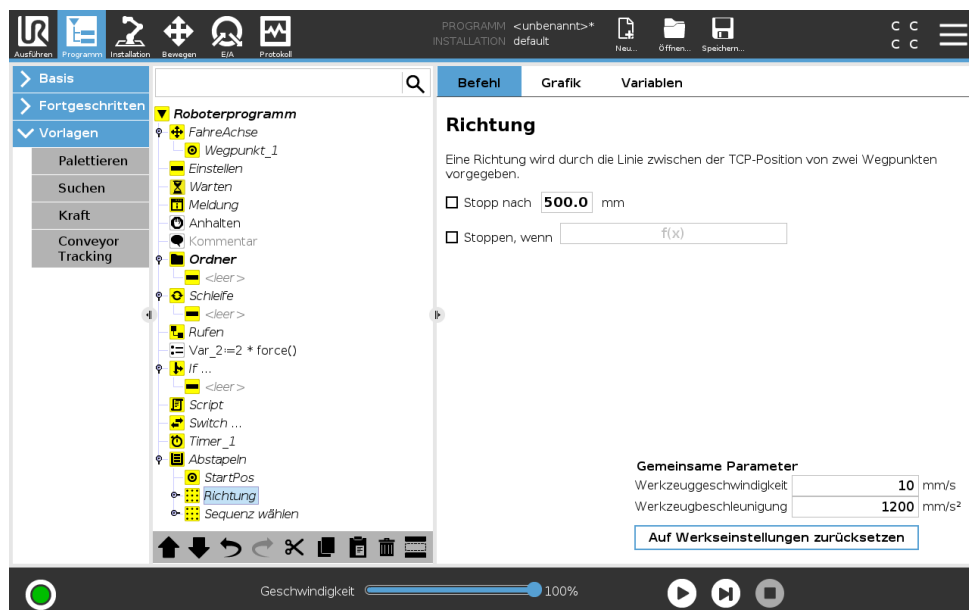 UR
PROGRAMM <unbenannt>*
INSTALLATION default
Ausführen
Programm
Installation
Bewegen
E/A
Protokoll
Neu...
Öffnen...
Speichern...
C C
C C
Basis
Fortgeschritten
Vorlagen
Palettieren
Suchen
Kraft
Conveyor
Tracking
Roboterprogramm
FahreAchse
Wegpunkt_1
Einstellen
Warten
Meldung
Anhalten
Kommentar
Ordner
<leer>
Schleife
<leer>
Rufen
Var_2:=2 * force()
If ...
<leer>
Script
Switch ...
Timer_1
Abstapeln
StartPos
Richtung
Sequenz wählen
Befehl
Grafik
Variablen
Richtung
Eine Richtung wird durch die Linie zwischen der TCP-Position von zwei Wegpunkten
vorgegeben.
Stopp nach 500.0 mm
Stoppen, wenn f(x)
Gemeinsame Parameter
Werkzeuggeschwindigkeit 10 mm/s
Werkzeugbeschleunigung 1200 mm/s²
Auf Werkseinstellungen zurücksetzen
Geschwindigkeit 100%